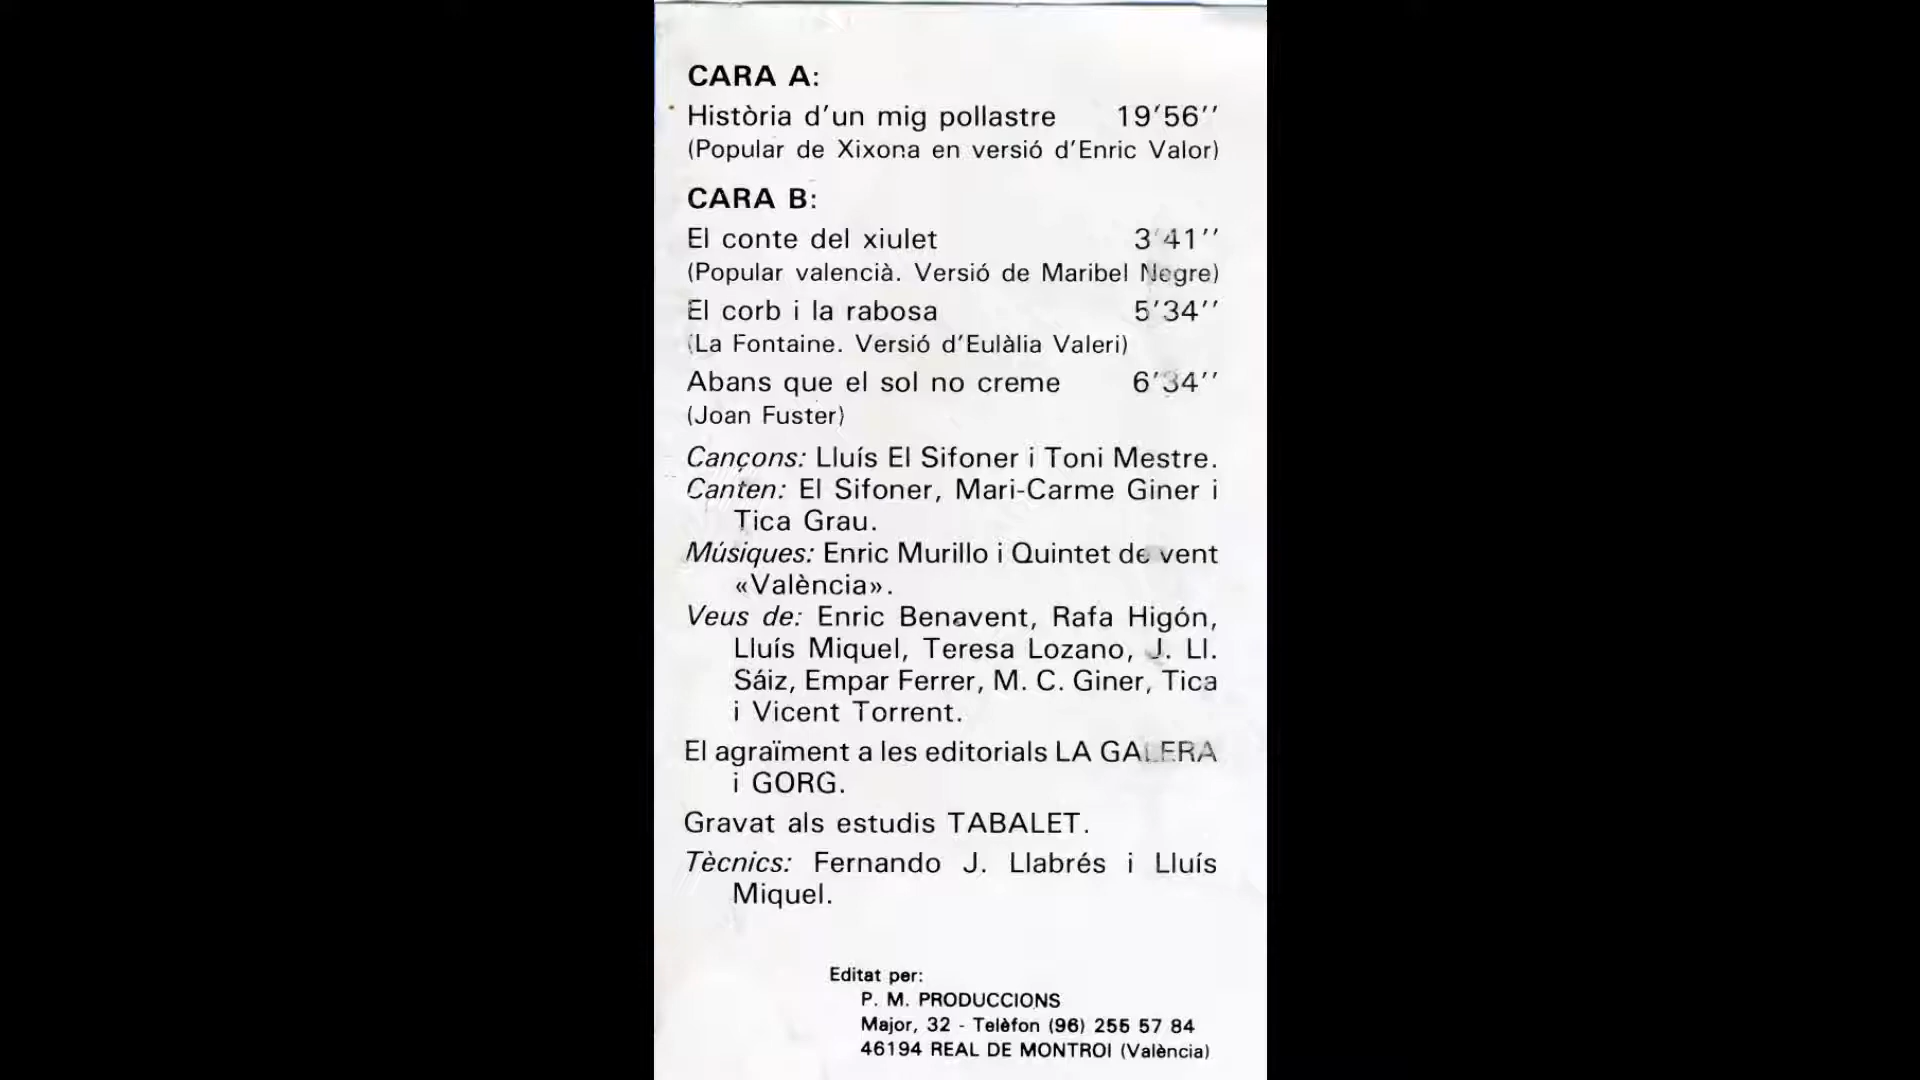 CARA A:
Història d'un mig pollastre 19'56''
(Popular de Xixona en versió d'Enric Valor)
CARA B:
El conte del xiulet 3'41''
(Popular valencià. Versió de Maribel Negre)
El corb i la rabosa 5'34''
(La Fontaine. Versió d'Eulàlia Valeri)
Abans que el sol no creme 6'34''
(Joan Fuster)
Cançons: Lluís El Sifoner i Toni Mestre.
Canten: El Sifoner, Mari-Carme Giner i
Tica Grau.
Músiques: Enric Murillo i Quintet de vent
«València».
Veus de: Enric Benavent, Rafa Higón,
Lluís Miquel, Teresa Lozano, J. Ll.
Sáiz, Empar Ferrer, M. C. Giner, Tica
i Vicent Torrent.
El agraïment a les editorials LA GALERA
i GORG.
Gravat als estudis TABALET.
Tècnics: Fernando J. Llabrés i Lluís
Miquel.
Editat per:
P. M. PRODUCCIONS
Major, 32 - Telèfon (96) 255 57 84
46194 REAL DE MONTROI (València)